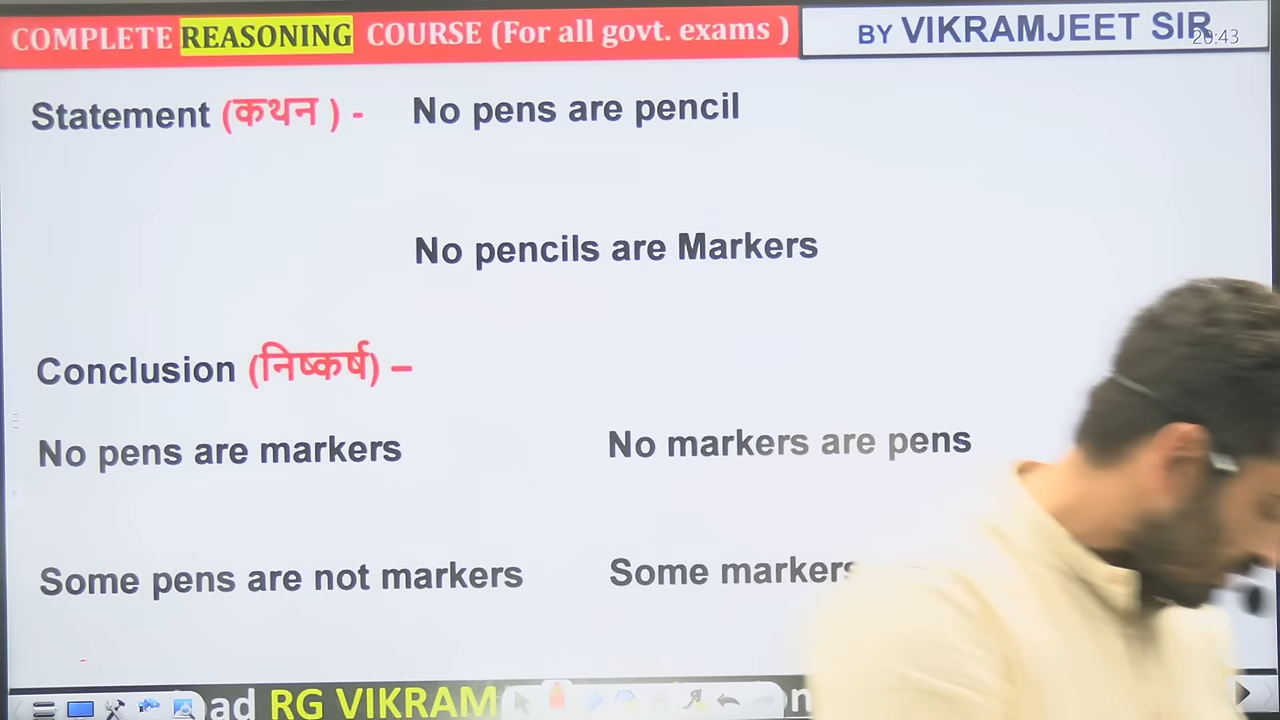 COMPLETE REASONING COURSE (For all govt. exams )
BY VIKRAMJEET SIR
20:43
Statement (कथन ) - No pens are pencil
No pencils are Markers
Conclusion (निष्कर्ष) –
No pens are markers No markers are pens
Some pens are not markers Some markers
ad RG VIKRAM